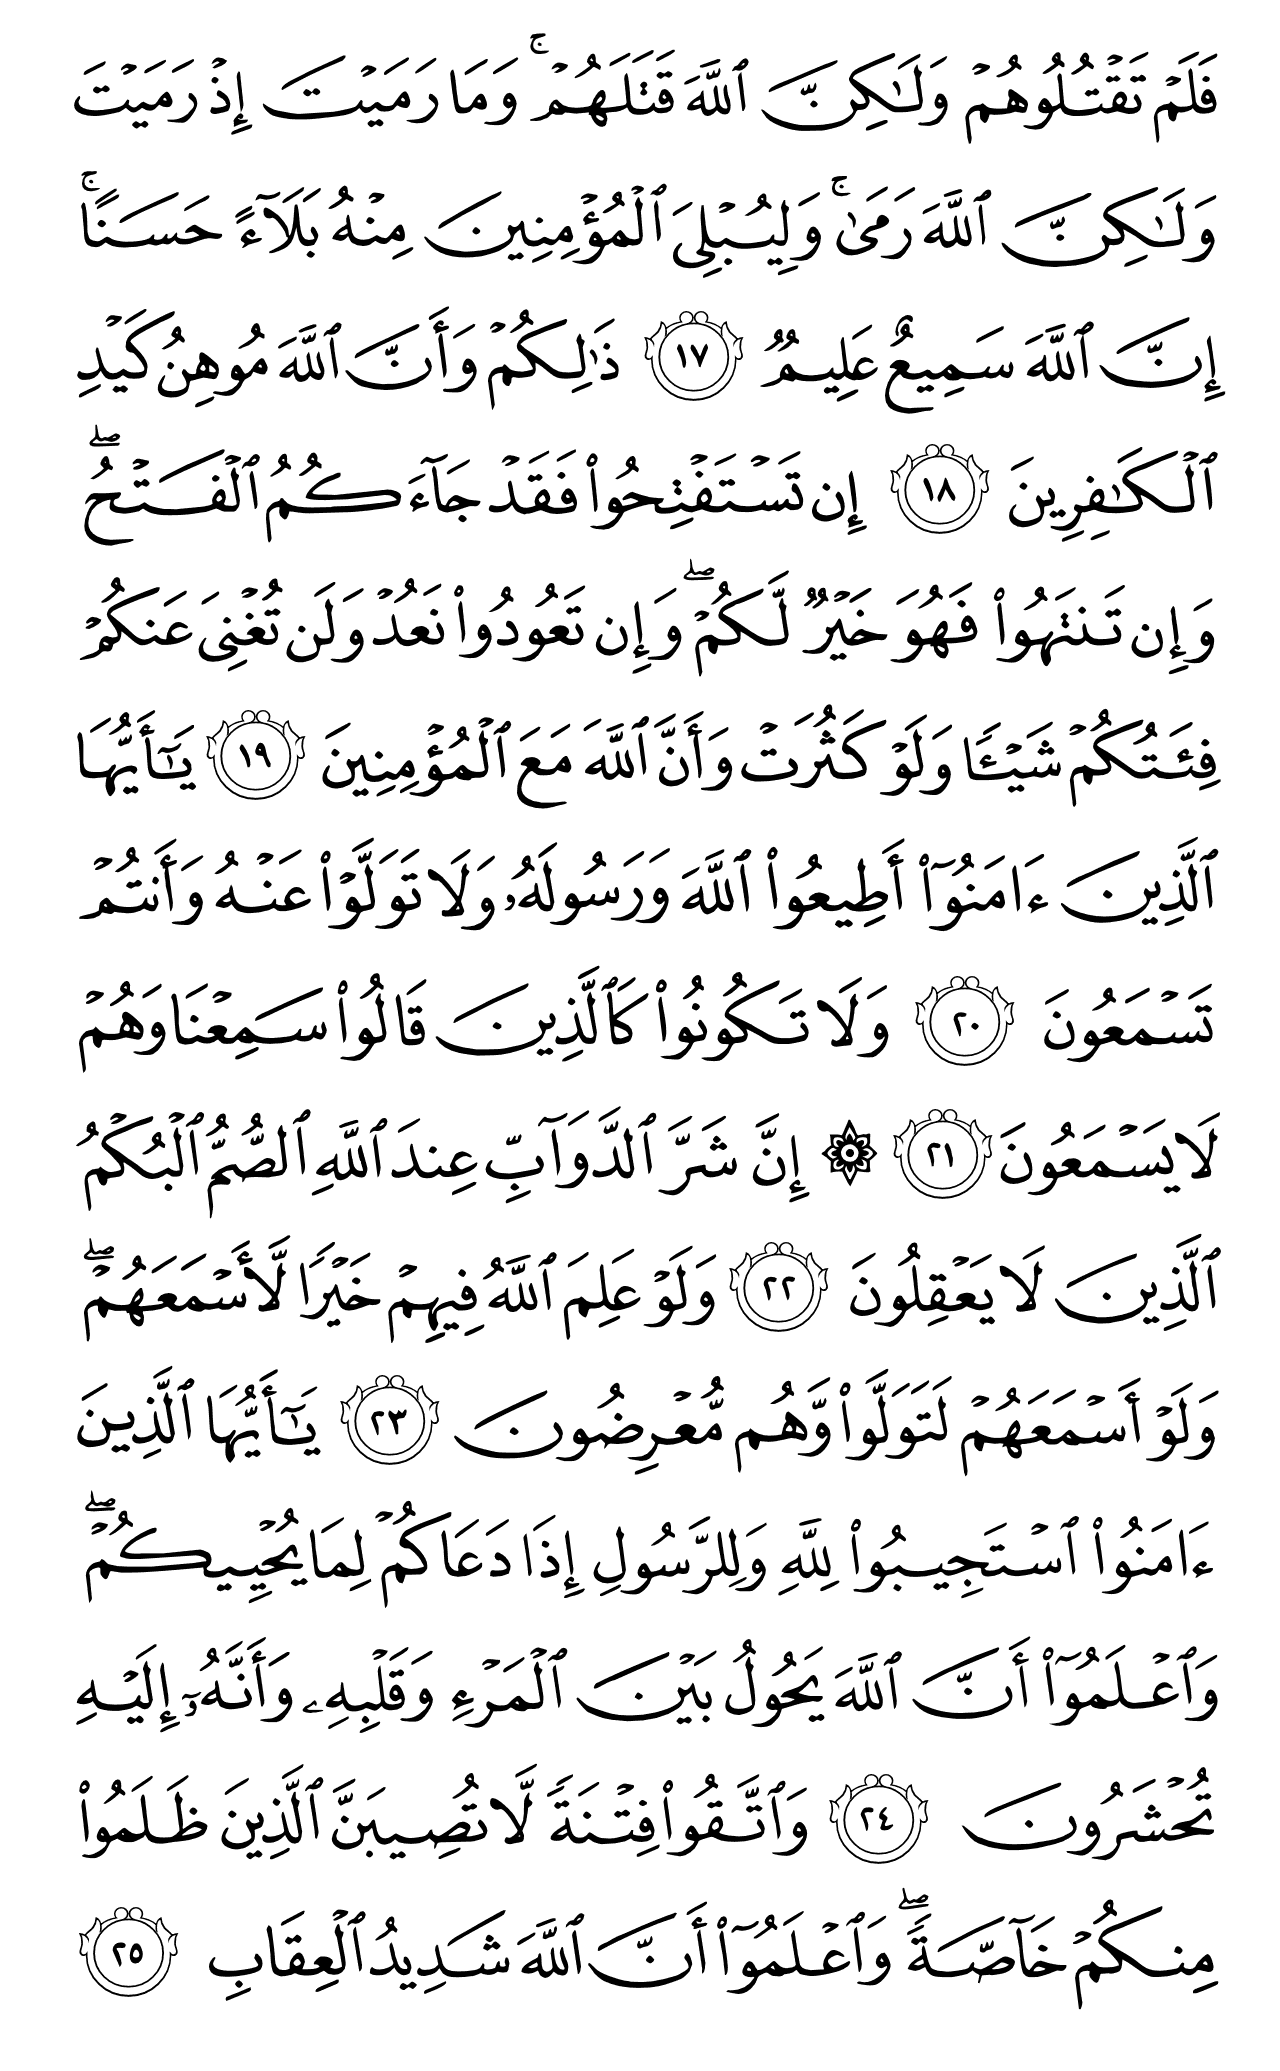 فَلَمۡ تَقۡتُلُوهُمۡ وَلَٰكِنَّ ٱللَّهَ قَتَلَهُمۡۚ وَمَا رَمَيۡتَ إِذۡ رَمَيۡتَ
وَلَٰكِنَّ ٱللَّهَ رَمَىٰۚ وَلِيُبۡلِيَ ٱلۡمُؤۡمِنِينَ مِنۡهُ بَلَآءً حَسَنًاۚ
إِنَّ ٱللَّهَ سَمِيعٌ عَلِيمٞ ١٧ ذَٰلِكُمۡ وَأَنَّ ٱللَّهَ مُوهِنُ كَيۡدِ
ٱلۡكَٰفِرِينَ ١٨ إِن تَسۡتَفۡتِحُواْ فَقَدۡ جَآءَكُمُ ٱلۡفَتۡحُۖ
وَإِن تَنتَهُواْ فَهُوَ خَيۡرٞ لَّكُمۡۖ وَإِن تَعُودُواْ نَعُدۡ وَلَن تُغۡنِيَ عَنكُمۡ
فِئَتُكُمۡ شَيۡـٔٗا وَلَوۡ كَثُرَتۡ وَأَنَّ ٱللَّهَ مَعَ ٱلۡمُؤۡمِنِينَ ١٩ يَٰٓأَيُّهَا
ٱلَّذِينَ ءَامَنُوٓاْ أَطِيعُواْ ٱللَّهَ وَرَسُولَهُۥ وَلَا تَوَلَّوۡاْ عَنۡهُ وَأَنتُمۡ
تَسۡمَعُونَ ٢٠ وَلَا تَكُونُواْ كَٱلَّذِينَ قَالُواْ سَمِعۡنَا وَهُمۡ
لَا يَسۡمَعُونَ ٢١ ۞ إِنَّ شَرَّ ٱلدَّوَآبِّ عِندَ ٱللَّهِ ٱلصُّمُّ ٱلۡبُكۡمُ
ٱلَّذِينَ لَا يَعۡقِلُونَ ٢٢ وَلَوۡ عَلِمَ ٱللَّهُ فِيهِمۡ خَيۡرٗا لَّأَسۡمَعَهُمۡۖ
وَلَوۡ أَسۡمَعَهُمۡ لَتَوَلَّواْ وَّهُم مُّعۡرِضُونَ ٢٣ يَٰٓأَيُّهَا ٱلَّذِينَ
ءَامَنُواْ ٱسۡتَجِيبُواْ لِلَّهِ وَلِلرَّسُولِ إِذَا دَعَاكُمۡ لِمَا يُحۡيِيكُمۡۖ
وَٱعۡلَمُوٓاْ أَنَّ ٱللَّهَ يَحُولُ بَيۡنَ ٱلۡمَرۡءِ وَقَلۡبِهِۦ وَأَنَّهُۥٓ إِلَيۡهِ
تُحۡشَرُونَ ٢٤ وَٱتَّقُواْ فِتۡنَةٗ لَّا تُصِيبَنَّ ٱلَّذِينَ ظَلَمُواْ
مِنكُمۡ خَآصَّةٗۖ وَٱعۡلَمُوٓاْ أَنَّ ٱللَّهَ شَدِيدُ ٱلۡعِقَابِ ٢٥